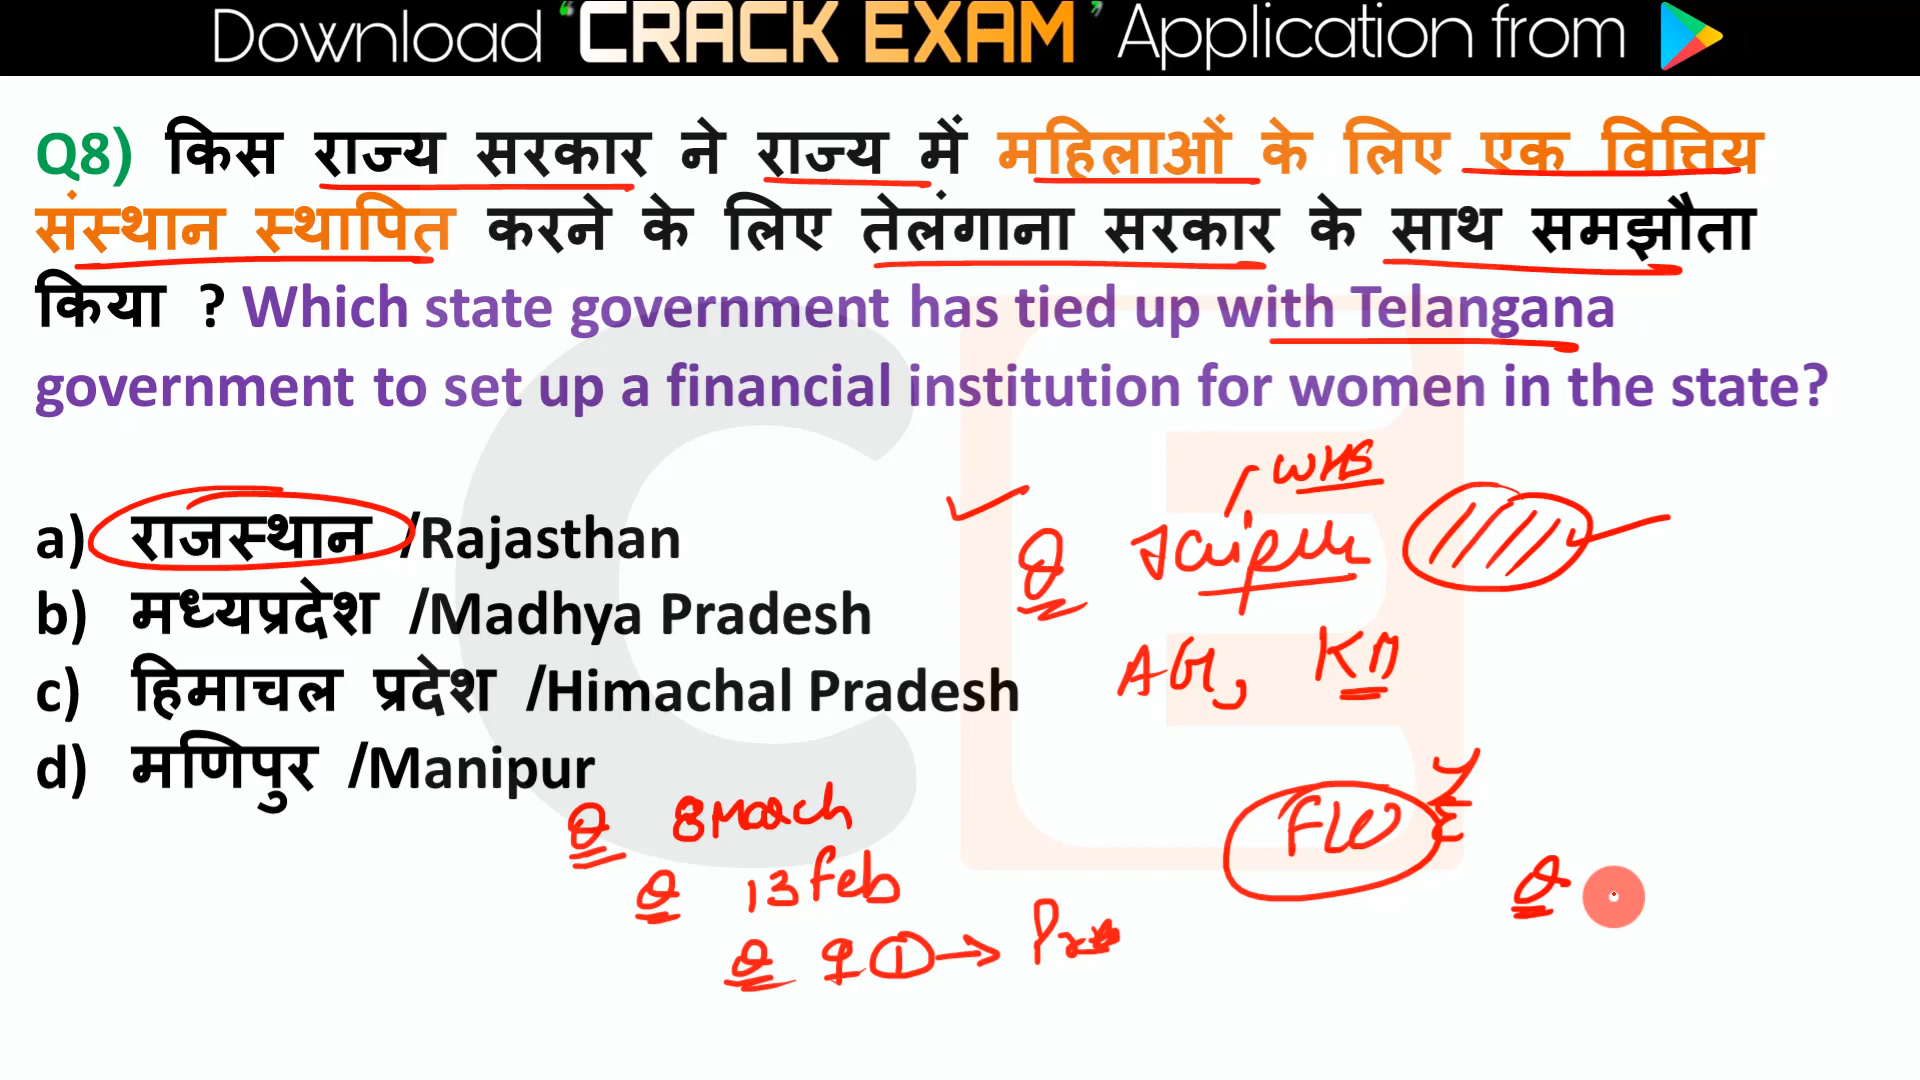 Download "CRACK EXAM" Application from
Q8) किस राज्य सरकार ने राज्य में महिलाओं के लिए एक वित्तिय
संस्थान स्थापित करने के लिए तेलंगाना सरकार के साथ समझौता
किया ? Which state government has tied up with Telangana
government to set up a financial institution for women in the state?
WHS
a) राजस्थान /Rajasthan
Q Jaipur
b) मध्यप्रदेश /Madhya Pradesh
AG, KM
c) हिमाचल प्रदेश /Himachal Pradesh
d) मणिपुर /Manipur
Q 8 March
FLW
Q 13 Feb
Q
Q 9 1